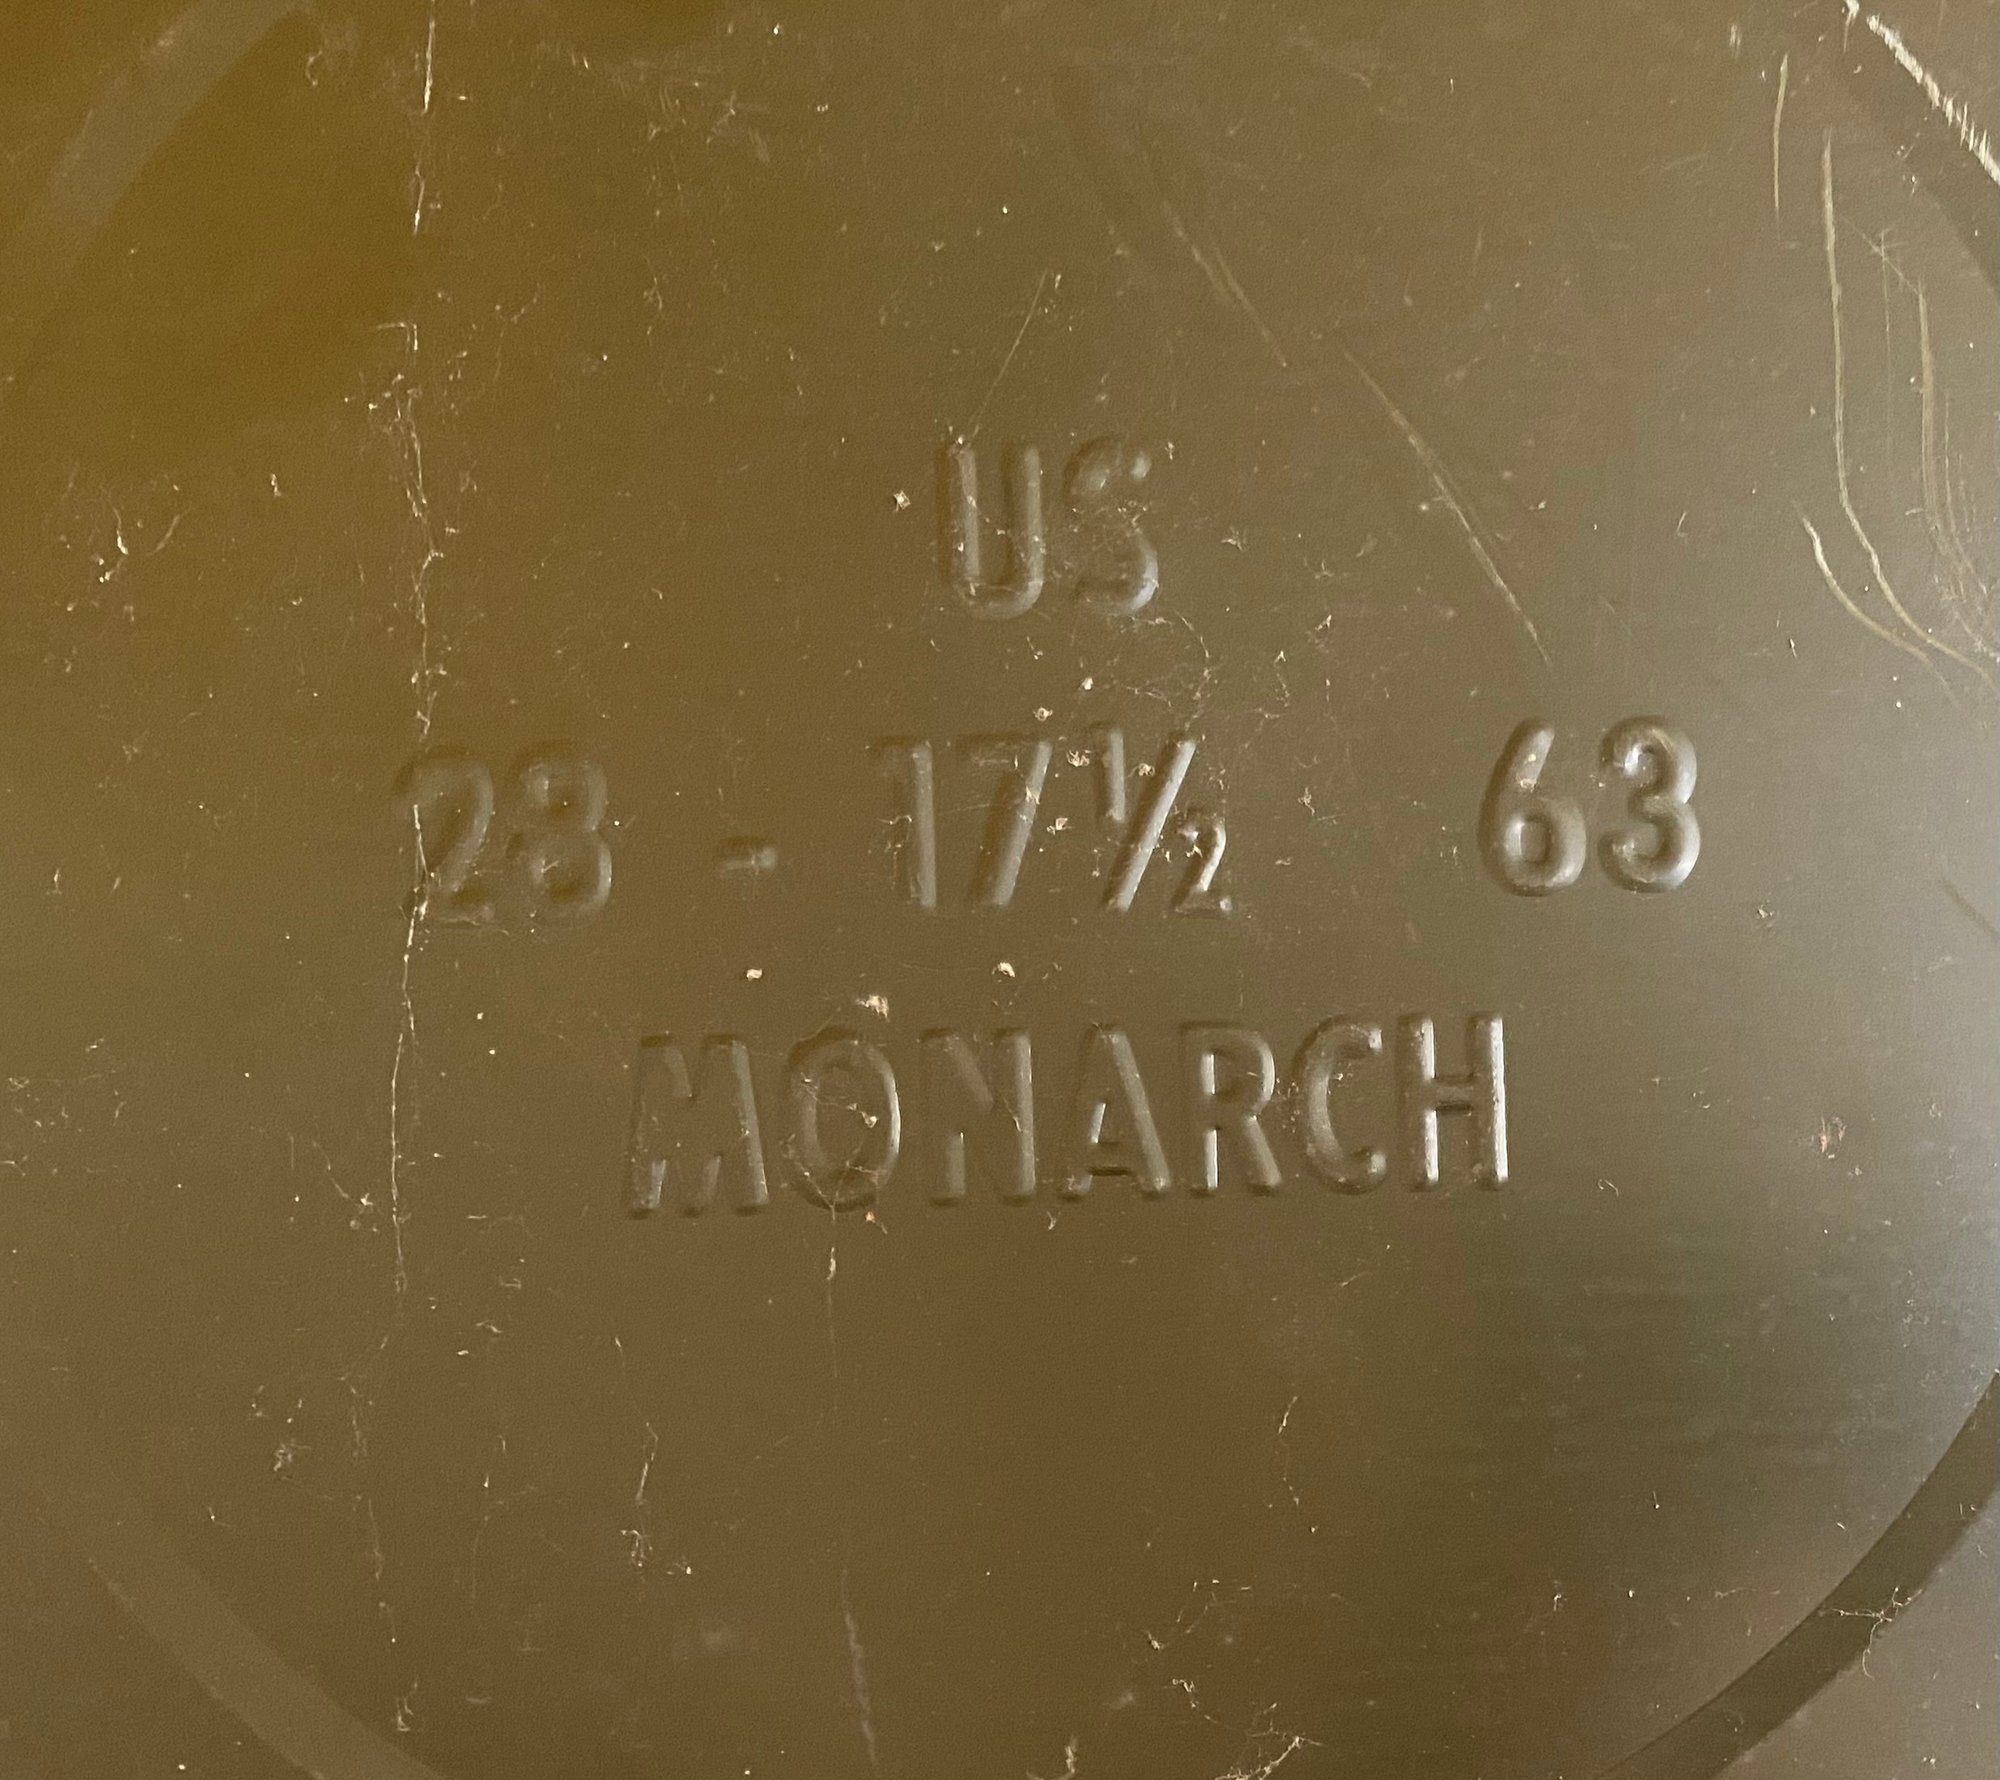 US
28 - 17½ 63
MONARCH